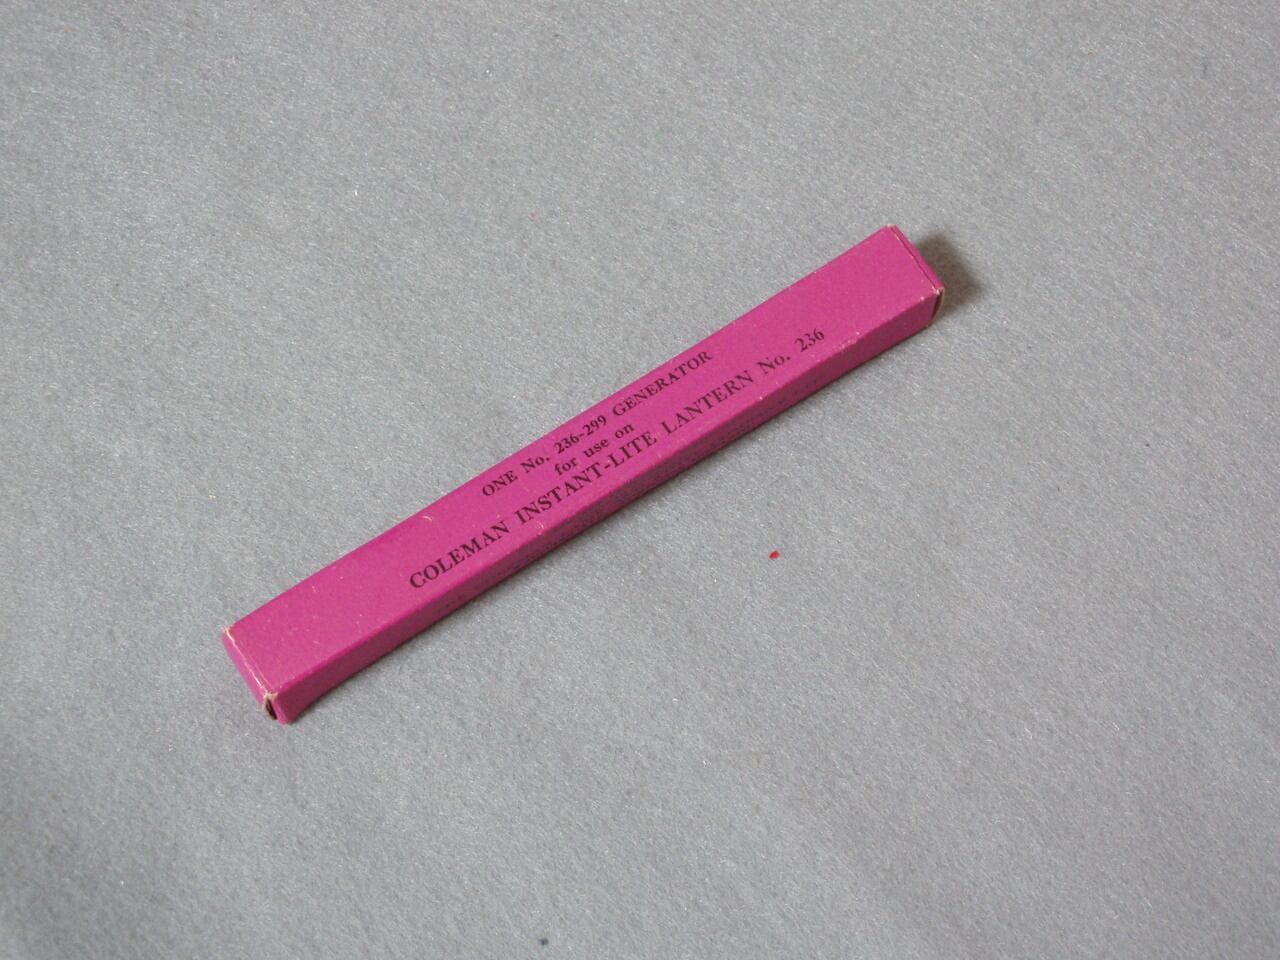 ONE No. 236-299 GENERATOR
for use on
COLEMAN INSTANT-LITE LANTERN No. 236